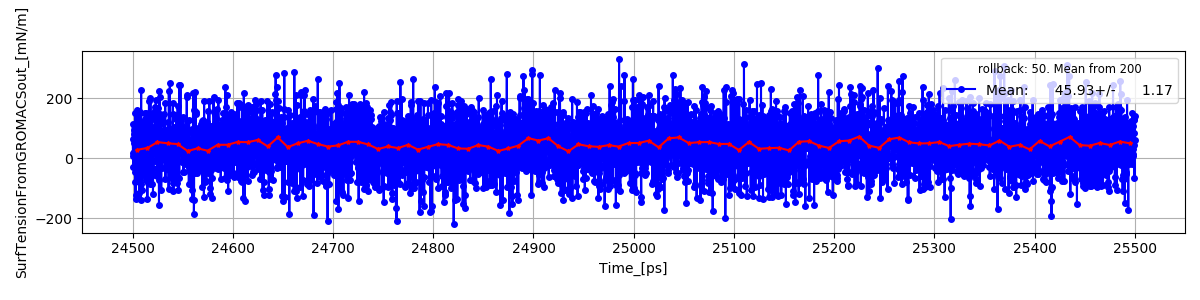 SurfTensionFromGROMACSout_[mN/m]
200
0
−200
rollback: 50. Mean from 200
Mean: 45.93+/- 1.17
24500 24600 24700 24800 24900 25000 25100 25200 25300 25400 25500
Time_[ps]